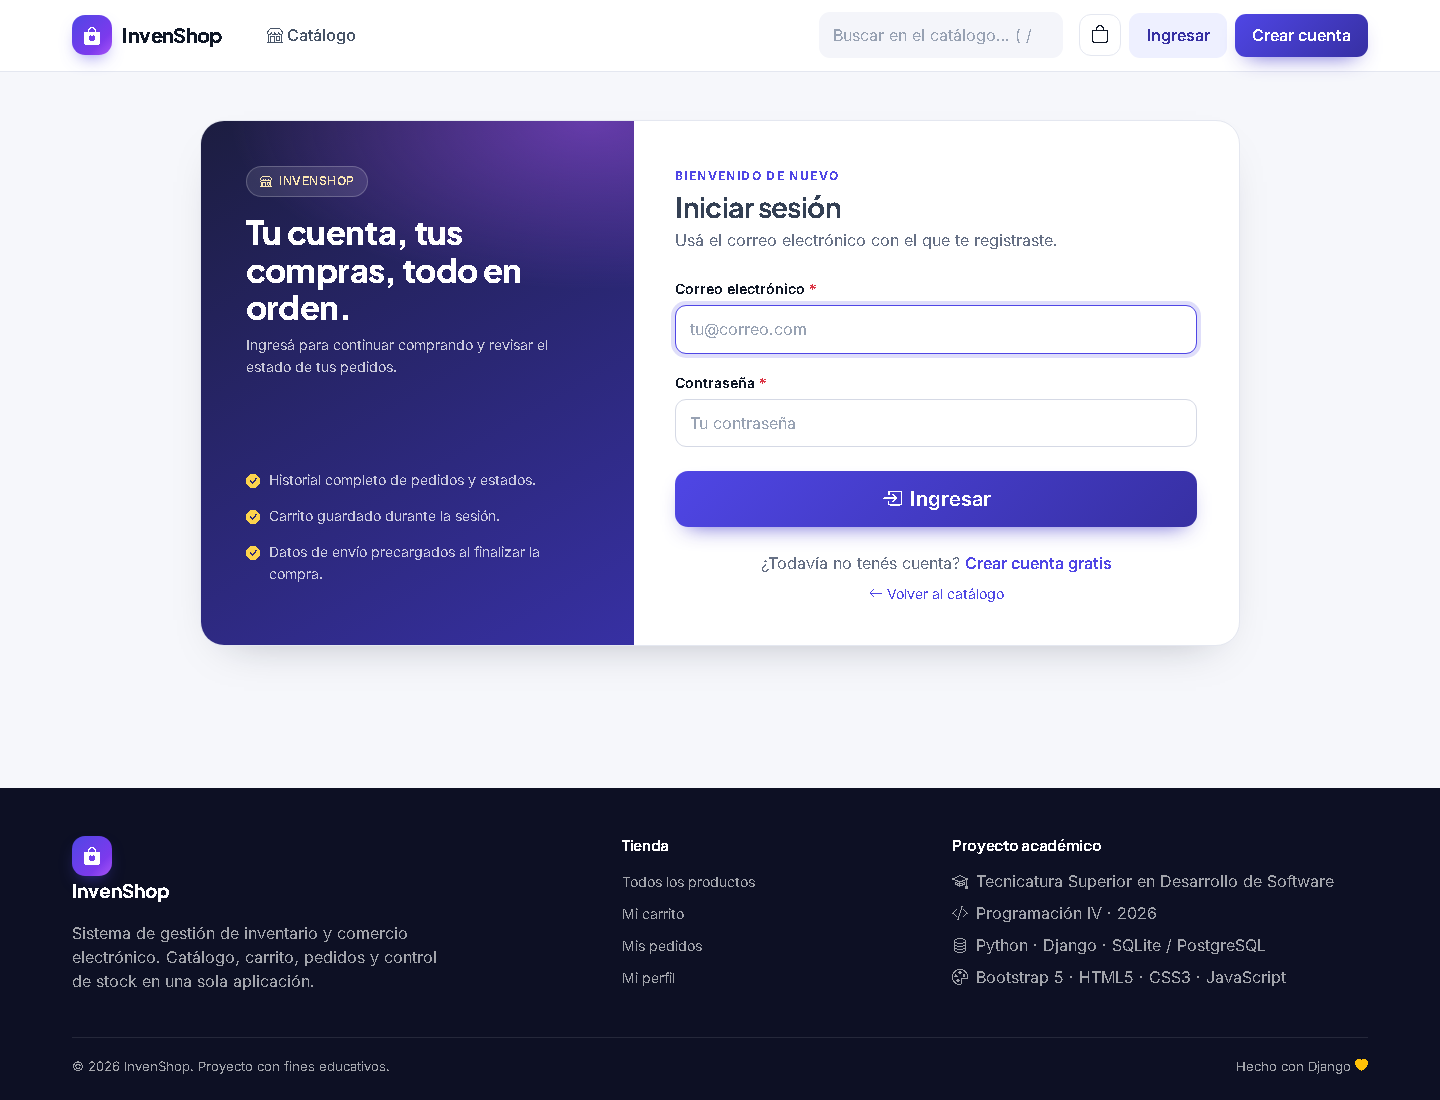 InvenShop
Catálogo
Buscar en el catálogo... ( /
Ingresar
Crear cuenta
INVENSHOP
Tu cuenta, tus
compras, todo en
orden.
Ingresá para continuar comprando y revisar el
estado de tus pedidos.
Historial completo de pedidos y estados.
Carrito guardado durante la sesión.
Datos de envío precargados al finalizar la
compra.
BIENVENIDO DE NUEVO
Iniciar sesión
Usá el correo electrónico con el que te registraste.
Correo electrónico *
tu@correo.com
Contraseña *
Tu contraseña
Ingresar
¿Todavía no tenés cuenta? Crear cuenta gratis
← Volver al catálogo
InvenShop
Sistema de gestión de inventario y comercio
electrónico. Catálogo, carrito, pedidos y control
de stock en una sola aplicación.
Tienda
Todos los productos
Mi carrito
Mis pedidos
Mi perfil
Proyecto académico
Tecnicatura Superior en Desarrollo de Software
Programación IV · 2026
Python · Django · SQLite / PostgreSQL
Bootstrap 5 · HTML5 · CSS3 · JavaScript
© 2026 InvenShop. Proyecto con fines educativos.
Hecho con Django 💛